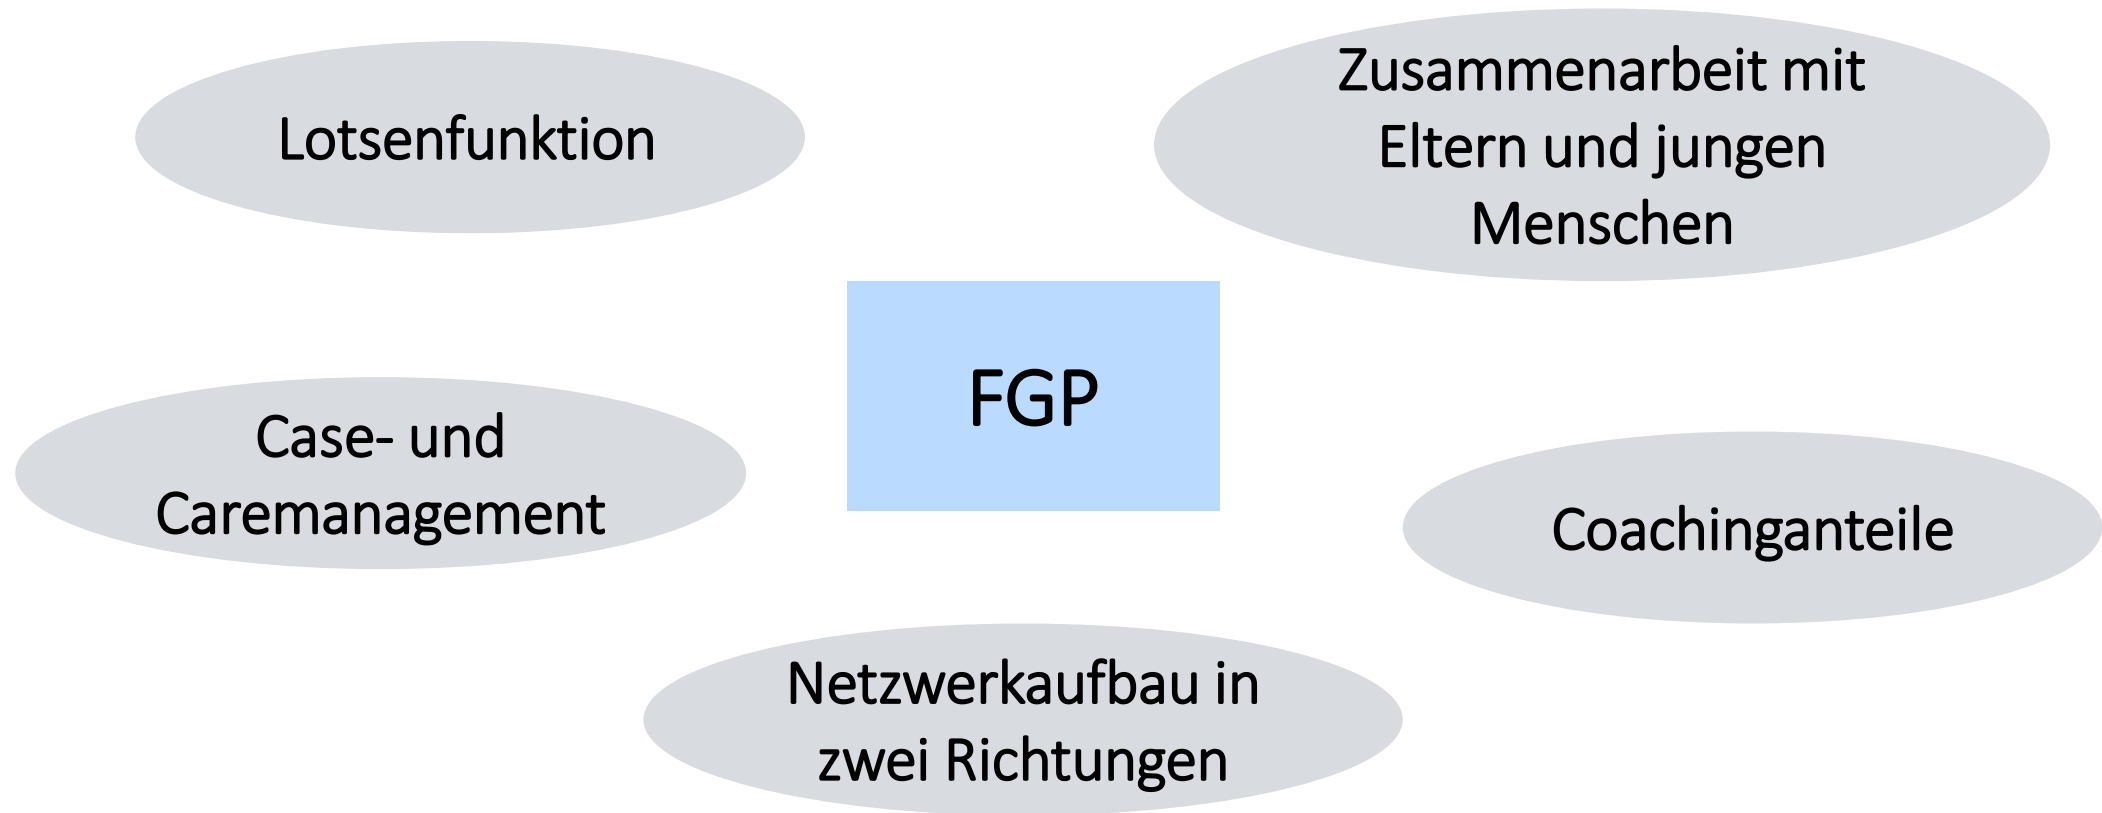 Lotsenfunktion
Zusammenarbeit mit
Eltern und jungen
Menschen
FGP
Case- und
Caremanagement
Coachinganteile
Netzwerkaufbau in
zwei Richtungen